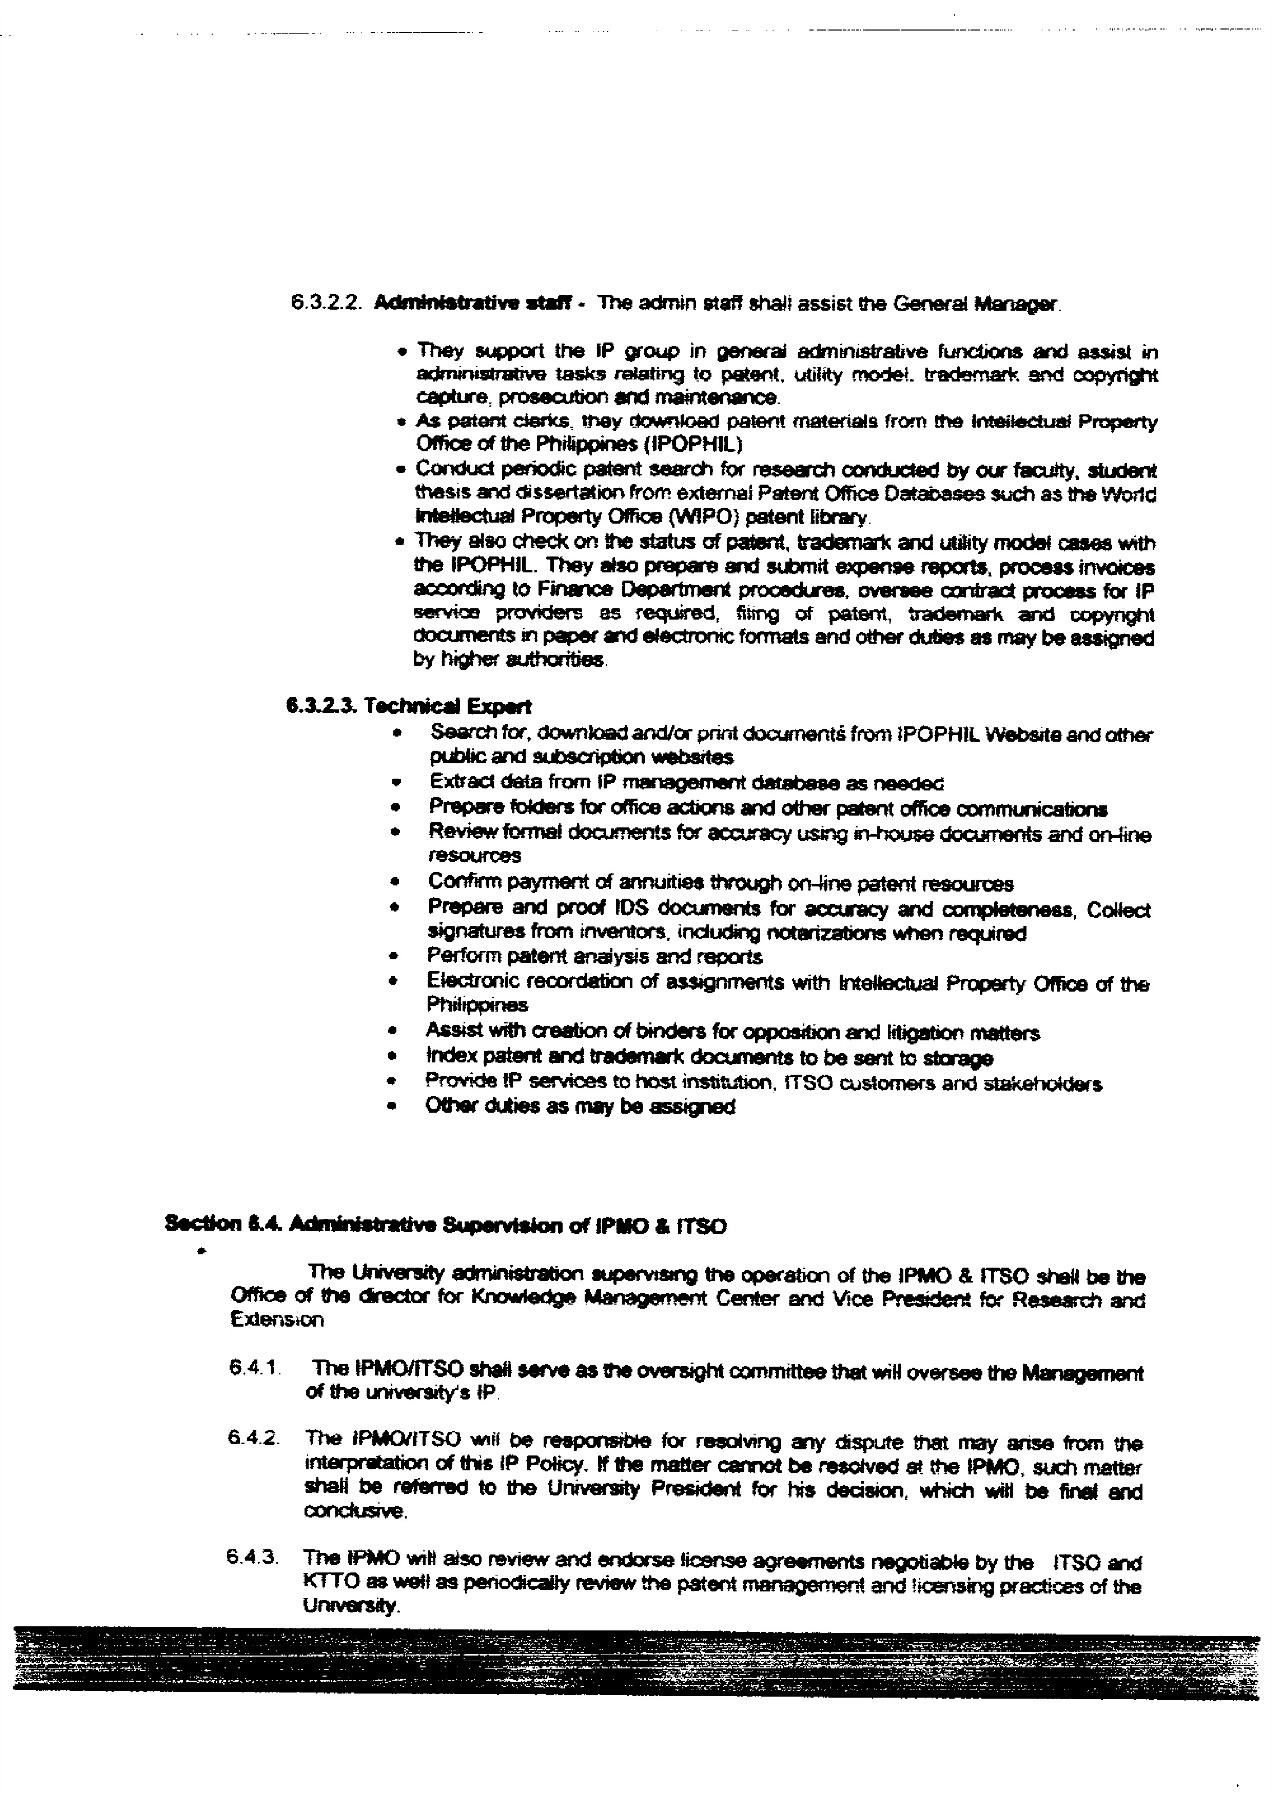 6.3.2.2. Administrative staff - The admin staff shall assist the General Manager.
• They support the IP group in general administrative functions and assist in
administrative tasks relating to patent, utility model, trademark and copyright
capture, prosecution and maintenance.
• As patent clerks, they download patent materials from the Intellectual Property
Office of the Philippines (IPOPHIL)
• Conduct periodic patent search for research conducted by our faculty, student
thesis and dissertation from external Patent Office Databases such as the World
Intellectual Property Office (WIPO) patent library.
• They also check on the status of patent, trademark and utility model cases with
the IPOPHIL. They also prepare and submit expense reports, process invoices
according to Finance Department procedures, oversee contract process for IP
service providers as required, filing of patent, trademark and copyright
documents in paper and electronic formats and other duties as may be assigned
by higher authorities.
6.3.2.3. Technical Expert
• Search for, download and/or print documents from IPOPHIL Website and other
public and subscription websites
• Extract data from IP management database as needed
• Prepare folders for office actions and other patent office communications
• Review formal documents for accuracy using in-house documents and on-line
resources
• Confirm payment of annuities through on-line patent resources
• Prepare and proof IDS documents for accuracy and completeness, Collect
signatures from inventors, including notarizations when required
• Perform patent analysis and reports
• Electronic recordation of assignments with Intellectual Property Office of the
Philippines
• Assist with creation of binders for opposition and litigation matters
• Index patent and trademark documents to be sent to storage
• Provide IP services to host institution, ITSO customers and stakeholders
• Other duties as may be assigned
Section 6.4. Administrative Supervision of IPMO & ITSO
•
The University administration supervising the operation of the IPMO & ITSO shall be the
Office of the director for Knowledge Management Center and Vice President for Research and
Extension
6.4.1. The IPMO/ITSO shall serve as the oversight committee that will oversee the Management
of the university's IP.
6.4.2. The IPMO/ITSO will be responsible for resolving any dispute that may arise from the
interpretation of this IP Policy. If the matter cannot be resolved at the IPMO, such matter
shall be referred to the University President for his decision, which will be final and
conclusive.
6.4.3. The IPMO will also review and endorse license agreements negotiable by the ITSO and
KTTO as well as periodically review the patent management and licensing practices of the
University.